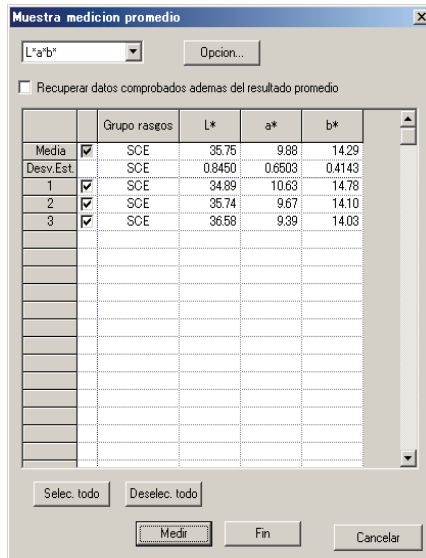 Muestra medicion promedio
L*a*b*
Opcion...
Recuperar datos comprobados ademas del resultado promedio
Grupo rasgos L* a* b*
Media SCE 35.75 9.88 14.29
Desv.Est. SCE 0.8450 0.6503 0.4143
1 SCE 34.89 10.63 14.78
2 SCE 35.74 9.67 14.10
3 SCE 36.58 9.39 14.03
Selec. todo Deselec. todo
Medir Fin Cancelar